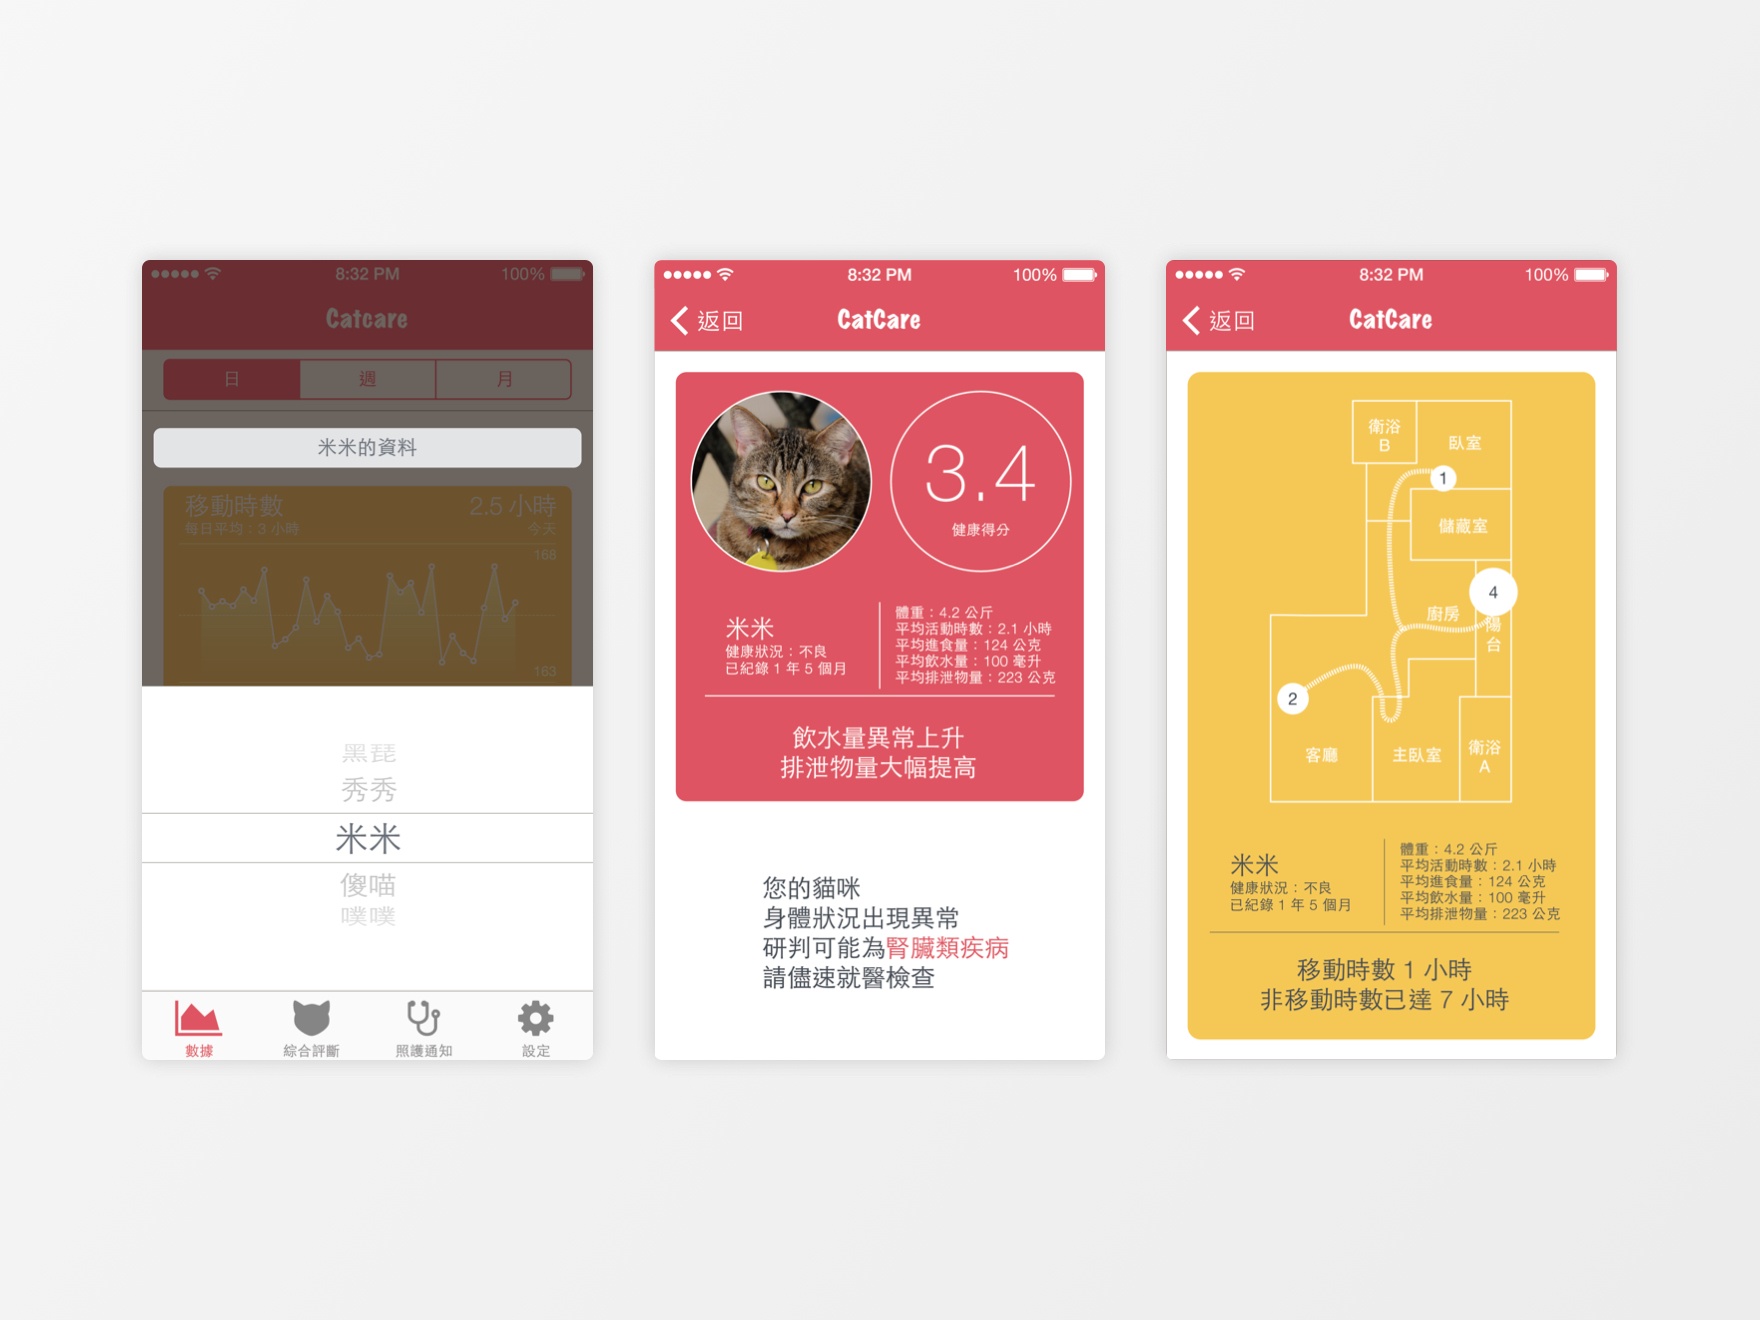 8:32 PM
100%
Catcare
日
週
月
米米的資料
移動時數
2.5 小時
每日平均：3 小時
今天
168
163
黑琵
秀秀
米米
傻喵
噗噗
數據
綜合評斷
照護通知
設定
8:32 PM
100%
返回
CatCare
3.4
健康得分
米米
健康狀況：不良
已紀錄 1 年 5 個月
體重：4.2 公斤
平均活動時數：2.1 小時
平均進食量：124 公克
平均飲水量：100 毫升
平均排泄物量：223 公克
飲水量異常上升
排泄物量大幅提高
您的貓咪
身體狀況出現異常
研判可能為腎臟類疾病
請儘速就醫檢查
8:32 PM
100%
返回
CatCare
衛浴
B
臥室
1
儲藏室
4
廚房
陽
台
2
客廳
主臥室
衛浴
A
米米
健康狀況：不良
已紀錄 1 年 5 個月
體重：4.2 公斤
平均活動時數：2.1 小時
平均進食量：124 公克
平均飲水量：100 毫升
平均排泄物量：223 公克
移動時數 1 小時
非移動時數已達 7 小時